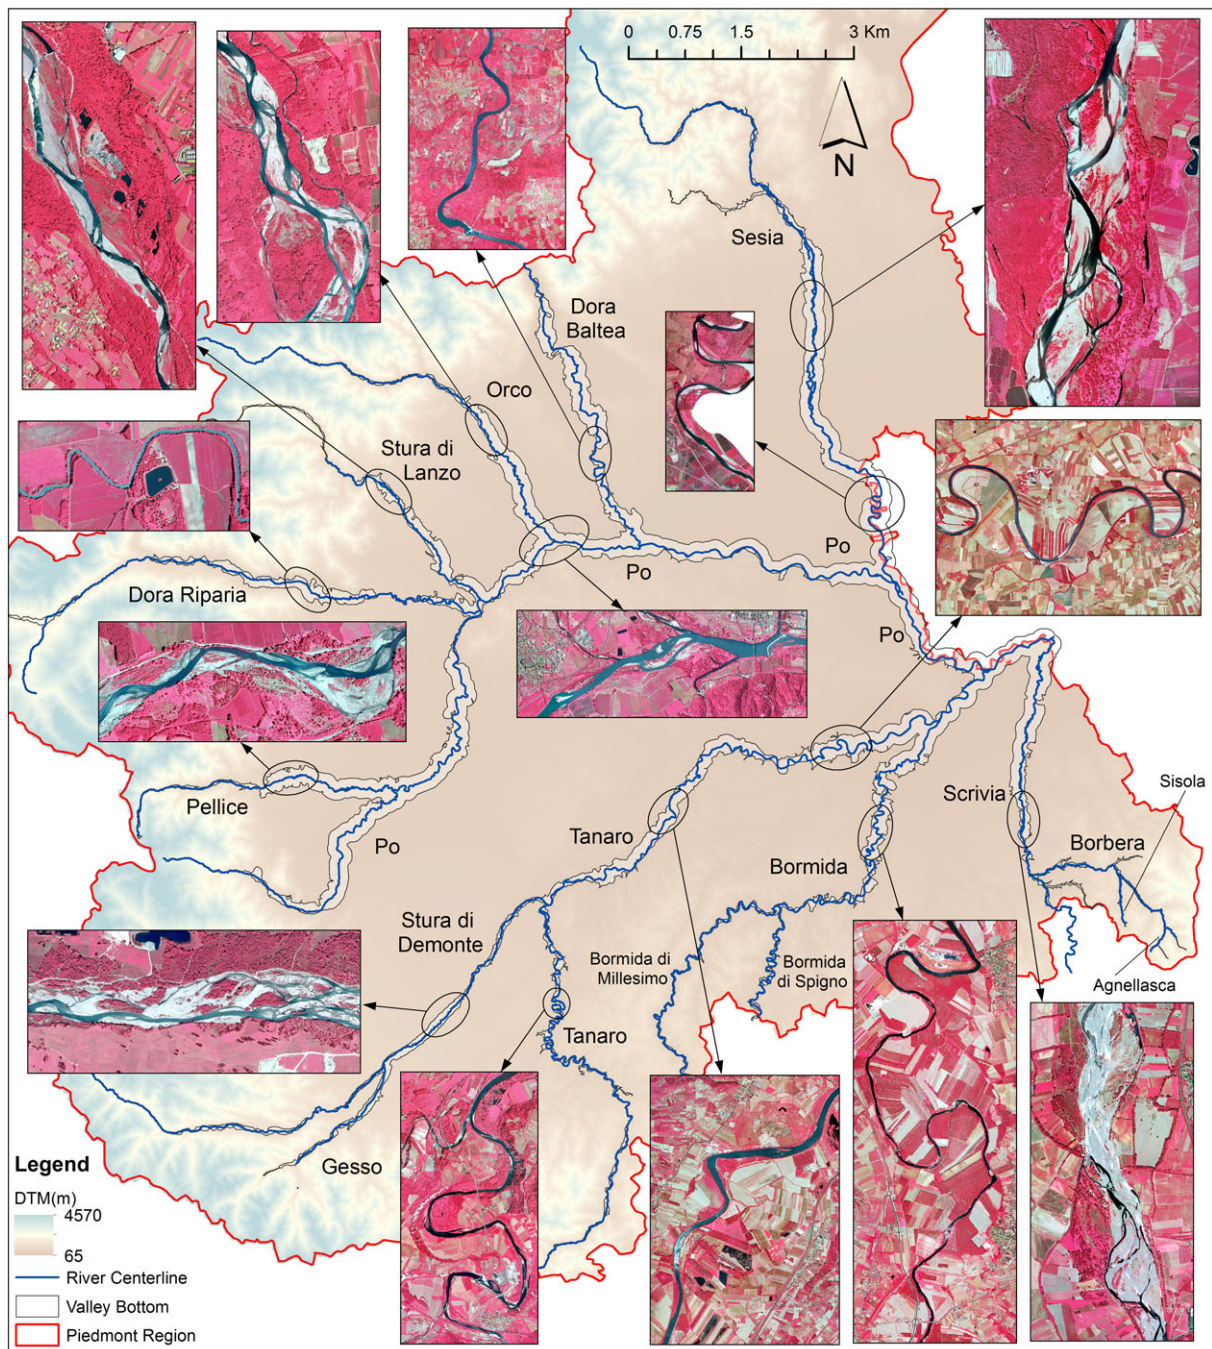 0 0.75 1.5 3 Km
N
Sesia
Dora
Baltea
Orco
Stura di
Lanzo
Po
Po
Dora Riparia
Po
Pellice
Po
Tanaro
Scrivia
Sisola
Borbera
Bormida
Stura di
Demonte
Bormida di
Millesimo
Bormida
di Spigno
Agnellasca
Tanaro
Gesso
Legend
DTM(m)
4570
65
River Centerline
Valley Bottom
Piedmont Region